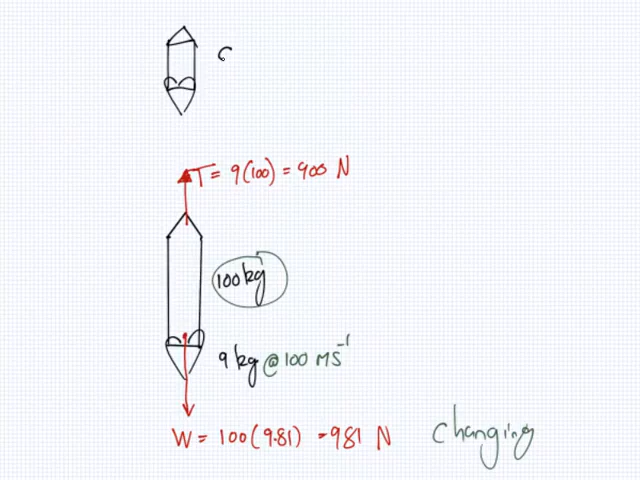 T = 9(100) = 900 N
100kg
9 kg @ 100 MS⁻¹
W = 100(9.81) = 981 N
Changing